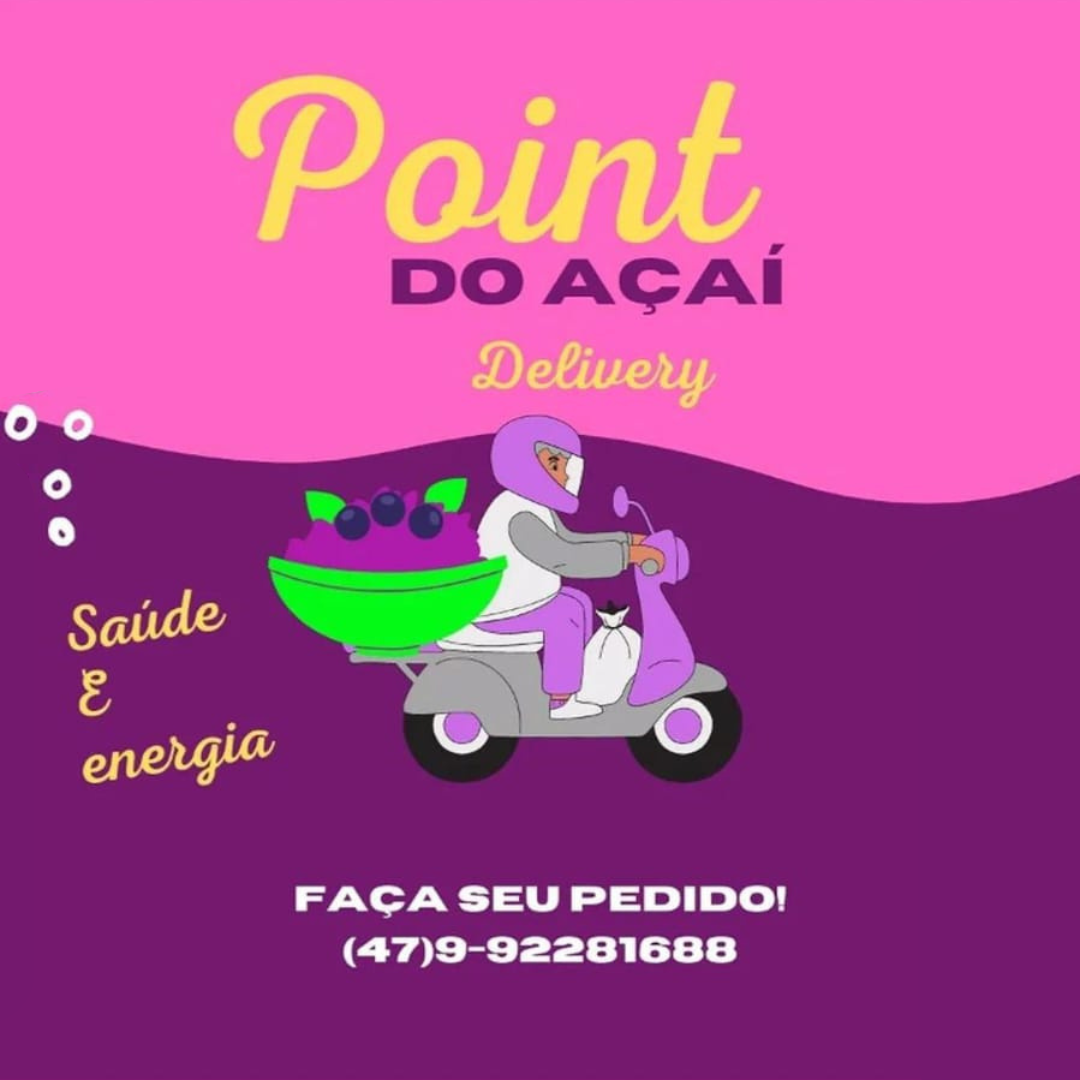 Point
DO AÇAÍ
Delivery
Saúde
E
energia
FAÇA SEU PEDIDO!
(47)9-92281688